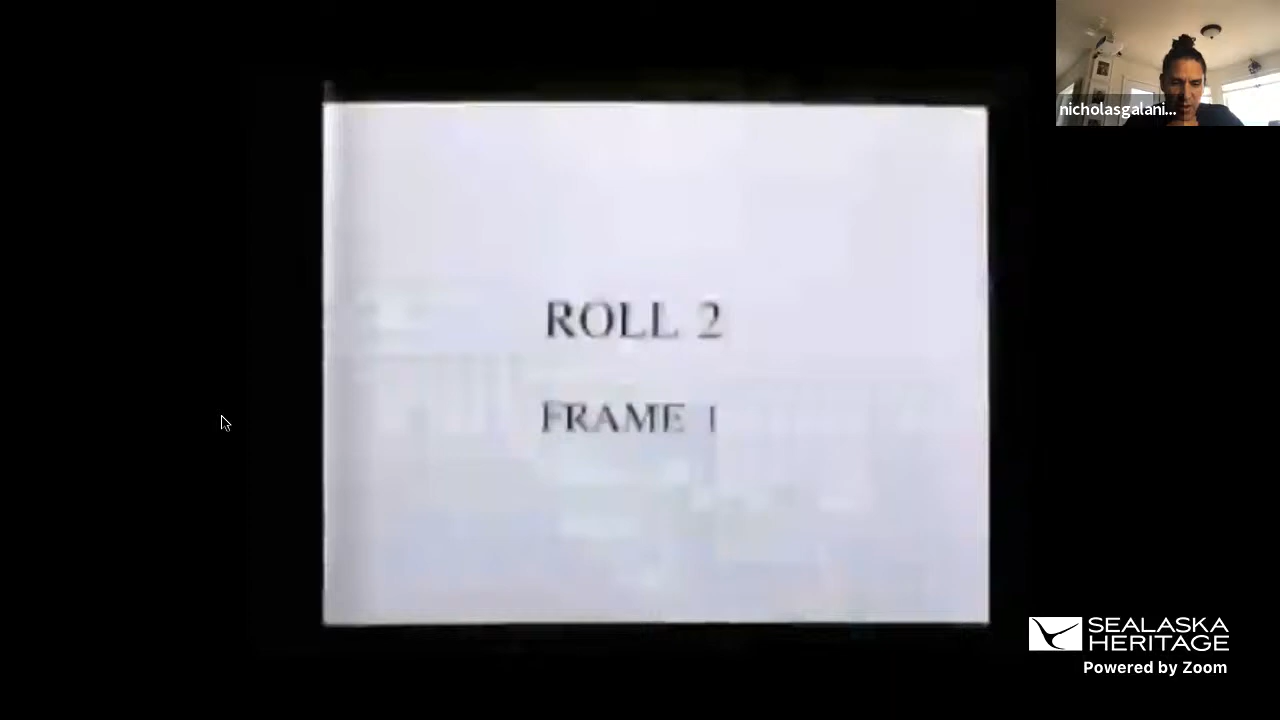 nicholasgalani...
ROLL 2
FRAME 1
SEALASKA
HERITAGE
Powered by Zoom